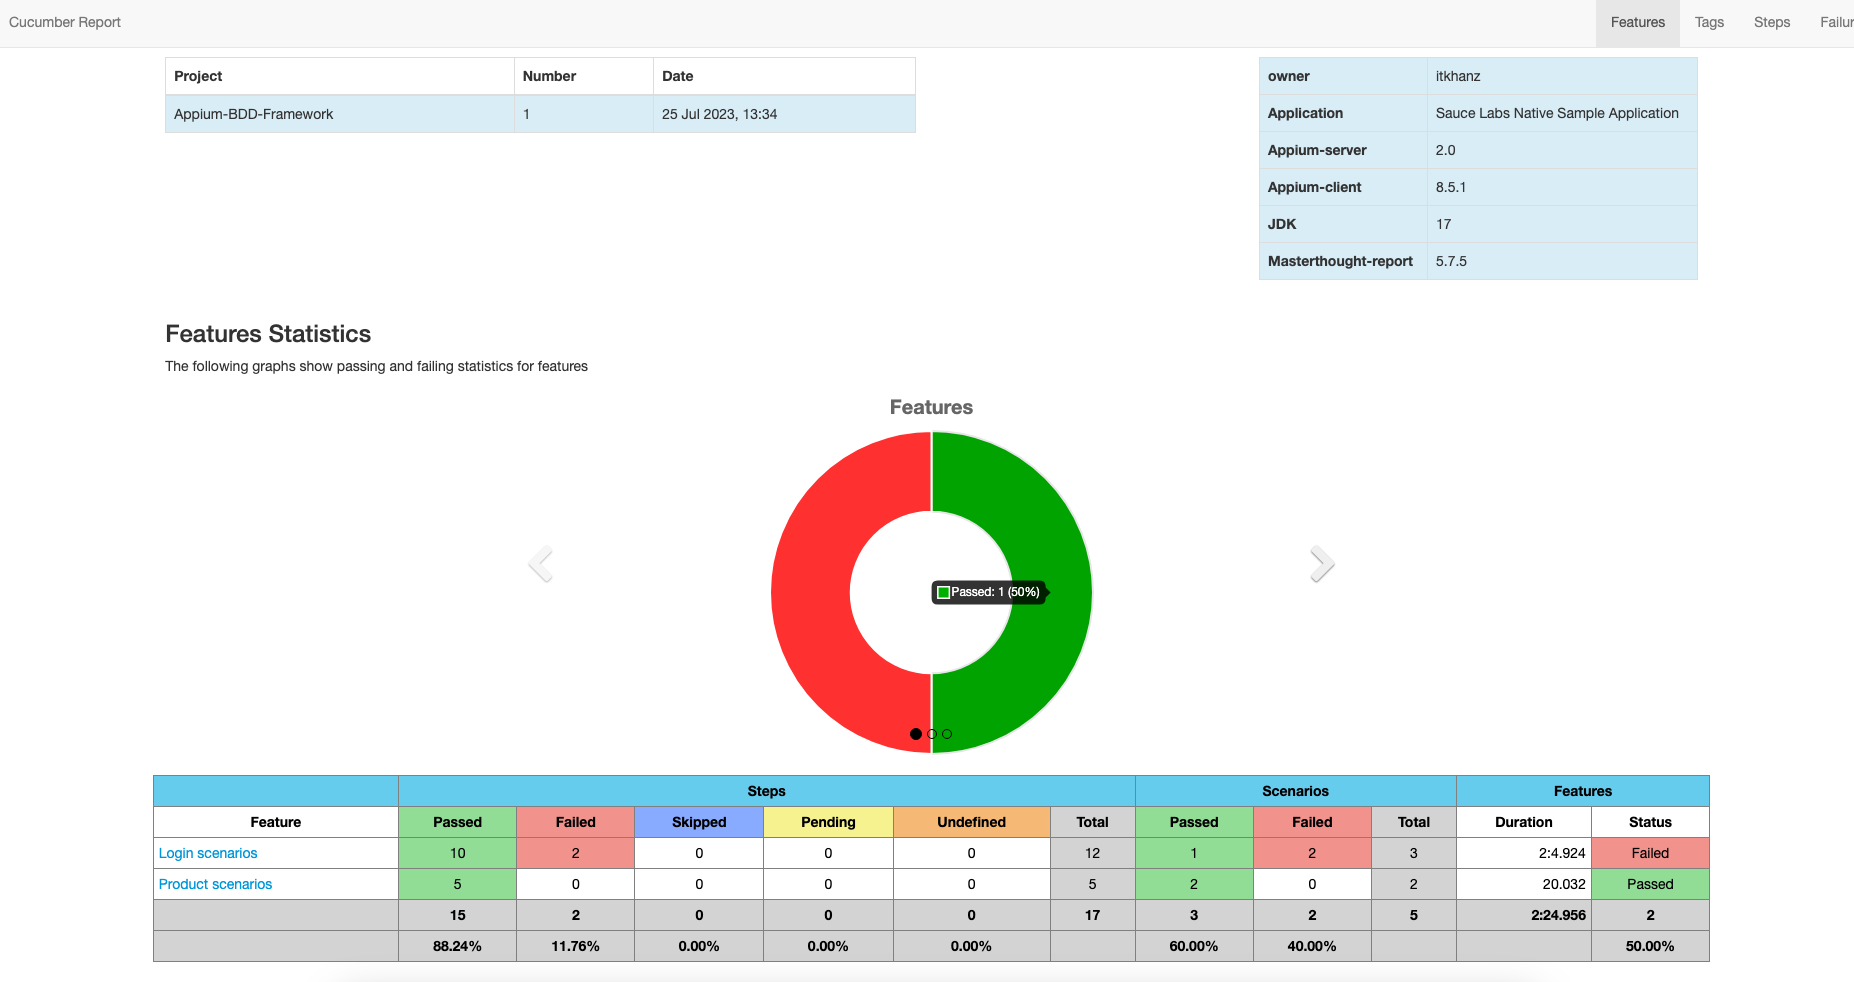 Cucumber Report
Features Tags Steps Failur
Project Number Date
Appium-BDD-Framework 1 25 Jul 2023, 13:34
owner itkhanz
Application Sauce Labs Native Sample Application
Appium-server 2.0
Appium-client 8.5.1
JDK 17
Masterthought-report 5.7.5
Features Statistics
The following graphs show passing and failing statistics for features
Features
Passed: 1 (50%)
Steps Scenarios Features
Feature Passed Failed Skipped Pending Undefined Total Passed Failed Total Duration Status
Login scenarios 10 2 0 0 0 12 1 2 3 2:4.924 Failed
Product scenarios 5 0 0 0 0 5 2 0 2 20.032 Passed
15 2 0 0 0 17 3 2 5 2:24.956 2
88.24% 11.76% 0.00% 0.00% 0.00% 60.00% 40.00% 50.00%